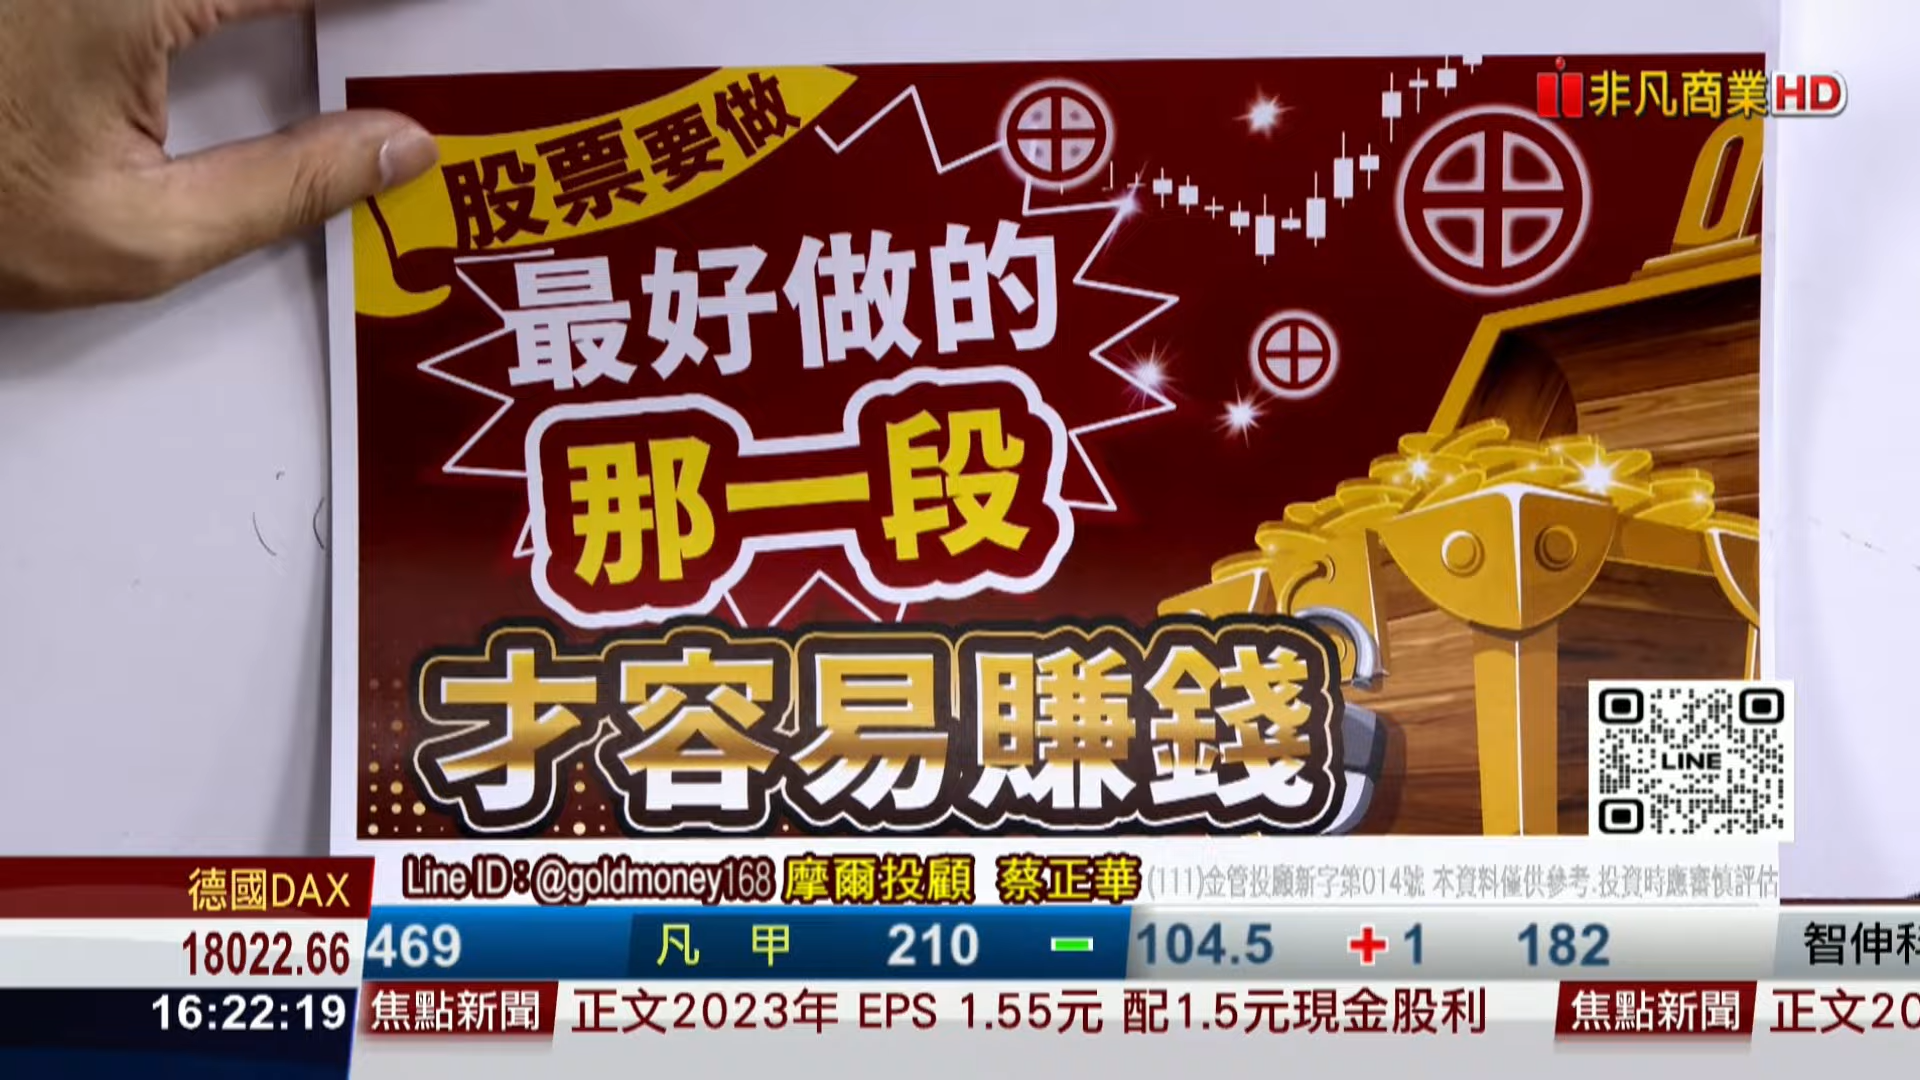 非凡商業HD
股票要做
最好做的
那一段
才容易賺錢
LINE
Line ID：@goldmoney168 摩爾投顧 蔡正華 (111)金管投顧新字第014號 本資料僅供參考.投資時應審慎評估
德國DAX
18022.66
469 凡甲 210 104.5 1 182 智伸科
16:22:19
焦點新聞 正文2023年 EPS 1.55元 配1.5元現金股利 焦點新聞 正文20